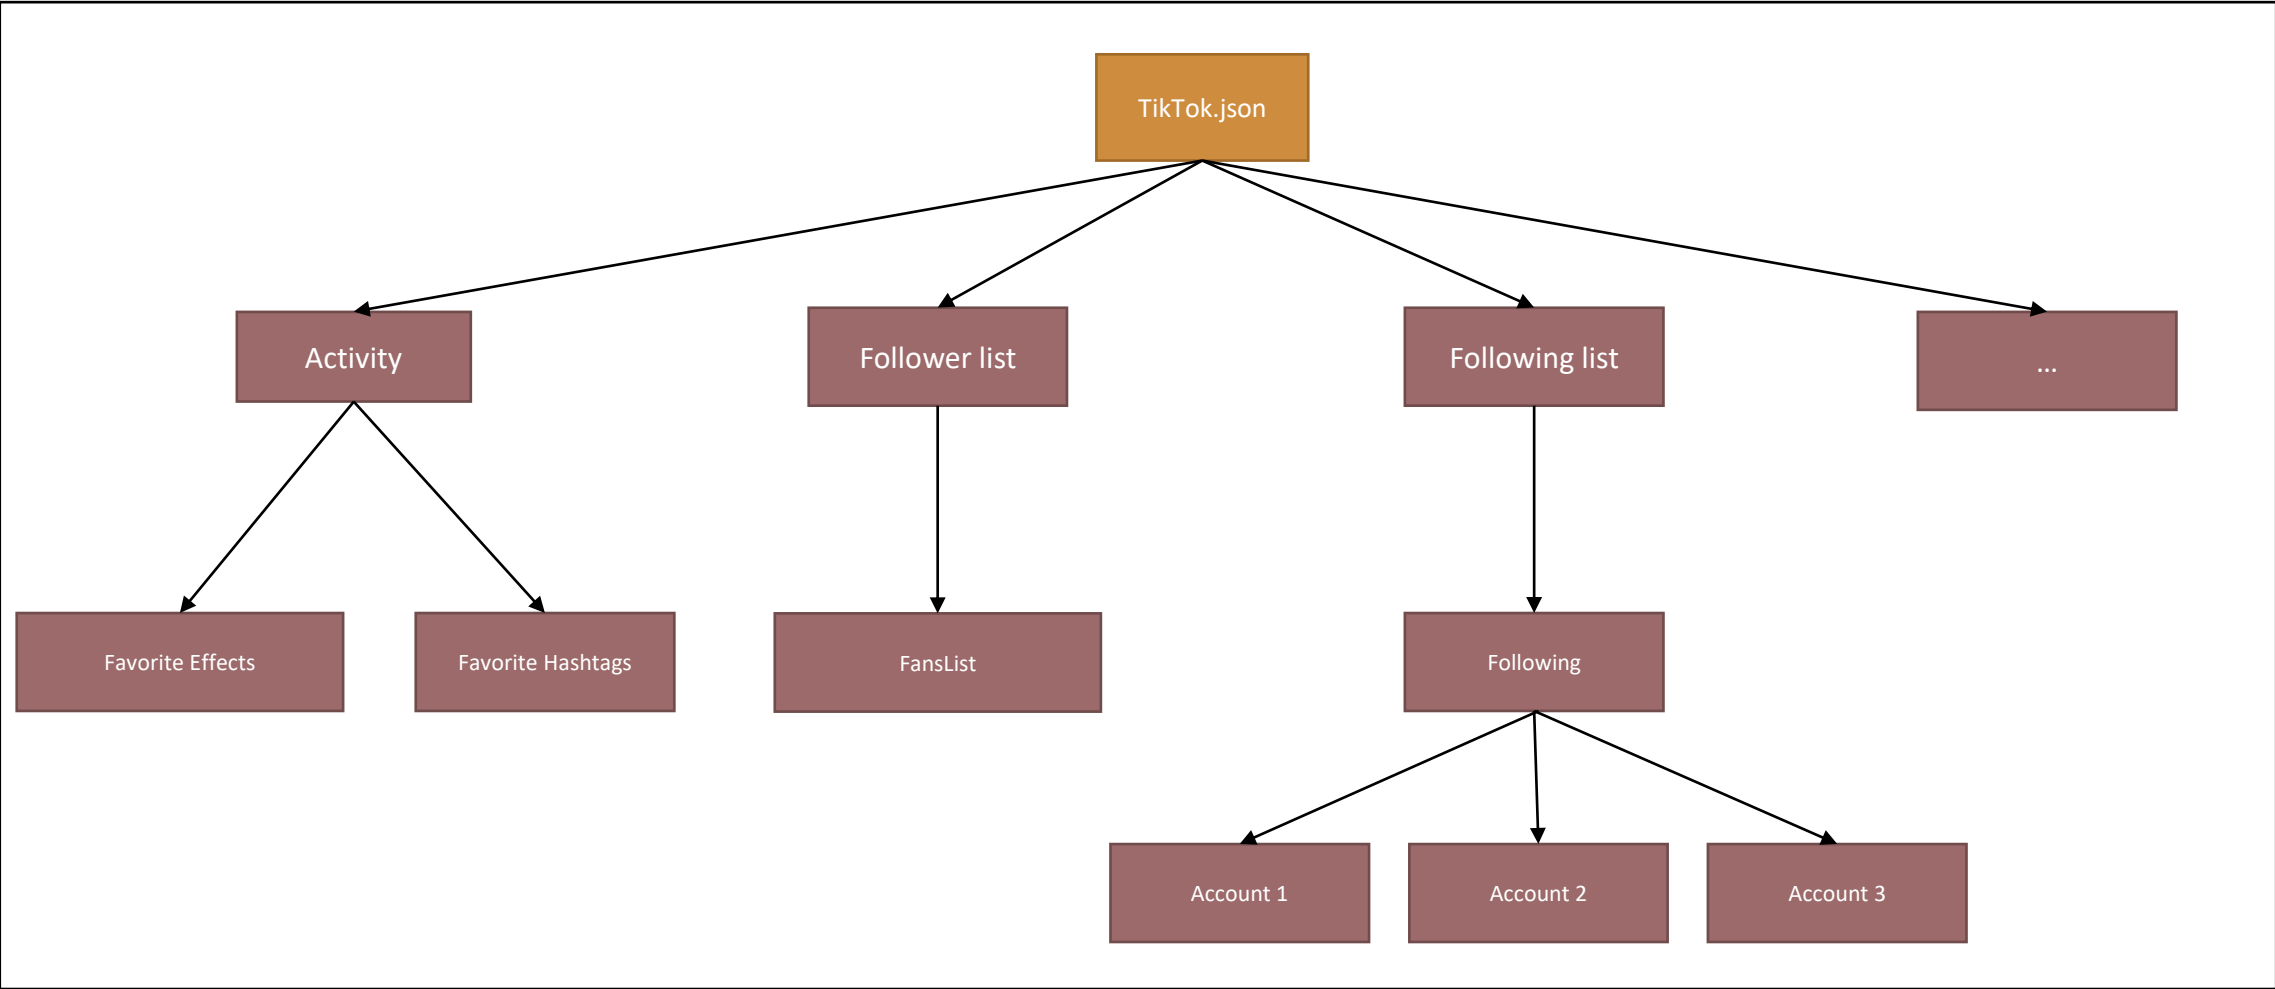 TikTok.json
Activity
Follower list
Following list
...
Favorite Effects
Favorite Hashtags
FansList
Following
Account 1
Account 2
Account 3